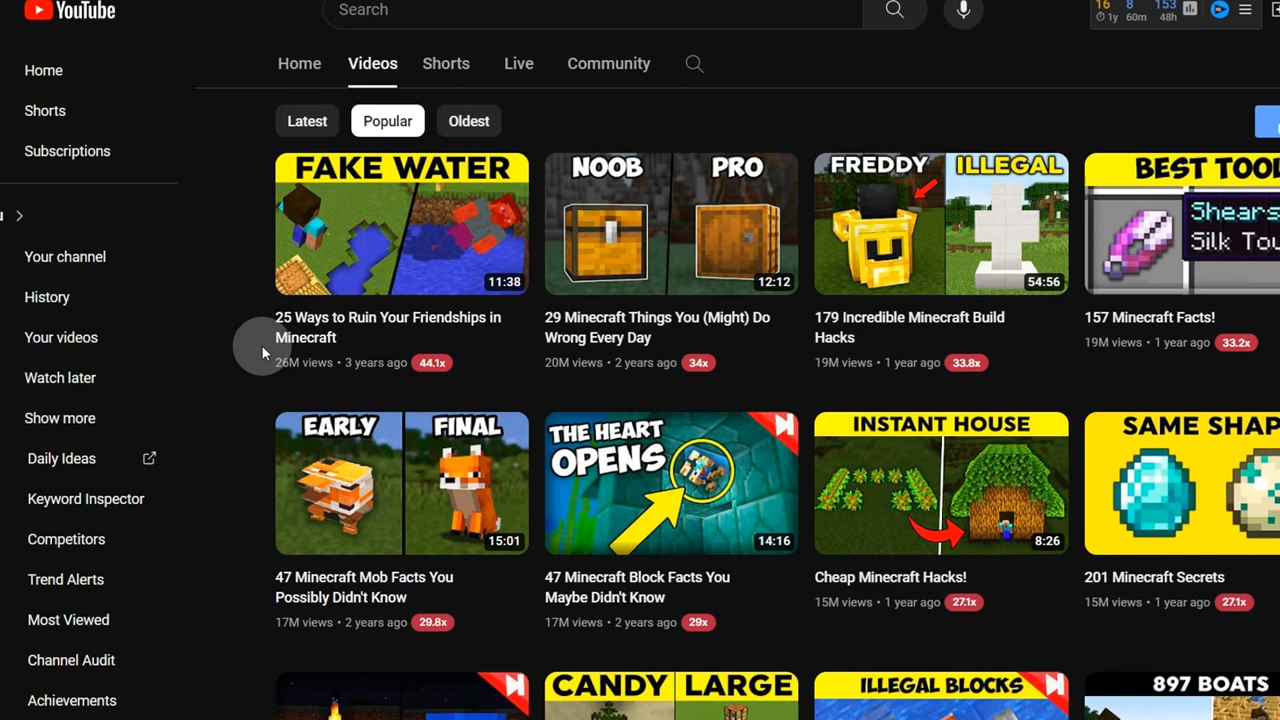 YouTube
Search
16 8 153
1y 60m 48h
Home Videos Shorts Live Community
Latest Popular Oldest
Home
Shorts
Subscriptions
Your channel
History
Your videos
Watch later
Show more
Daily Ideas
Keyword Inspector
Competitors
Trend Alerts
Most Viewed
Channel Audit
Achievements
FAKE WATER
11:38
25 Ways to Ruin Your Friendships in
Minecraft
26M views • 3 years ago 44.1x
NOOB PRO
12:12
29 Minecraft Things You (Might) Do
Wrong Every Day
20M views • 2 years ago 34x
FREDDY ILLEGAL
54:56
179 Incredible Minecraft Build
Hacks
19M views • 1 year ago 33.8x
BEST TOOL
Shears
Silk Tou
157 Minecraft Facts!
19M views • 1 year ago 33.2x
EARLY FINAL
15:01
47 Minecraft Mob Facts You
Possibly Didn't Know
17M views • 2 years ago 29.8x
THE HEART
OPENS
14:16
47 Minecraft Block Facts You
Maybe Didn't Know
17M views • 2 years ago 29x
INSTANT HOUSE
8:26
Cheap Minecraft Hacks!
15M views • 1 year ago 27.1x
SAME SHAP
201 Minecraft Secrets
15M views • 1 year ago 27.1x
CANDY LARGE
ILLEGAL BLOCKS
897 BOATS